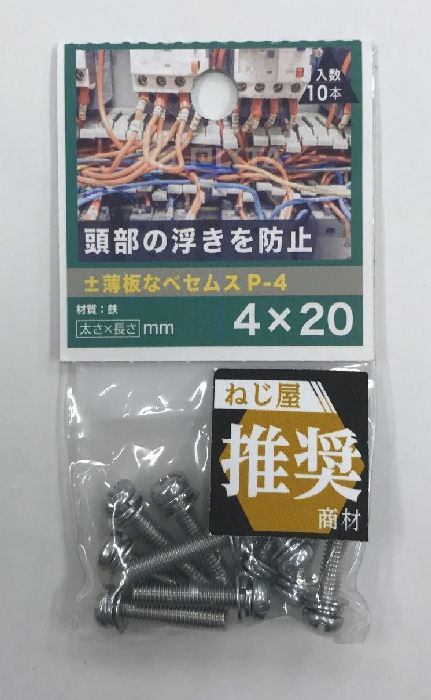 入数
10本
頭部の浮きを防止
±薄板なベセムス P-4
材質：鉄
太さ×長さ mm
4×20
ねじ屋
推奨
商材